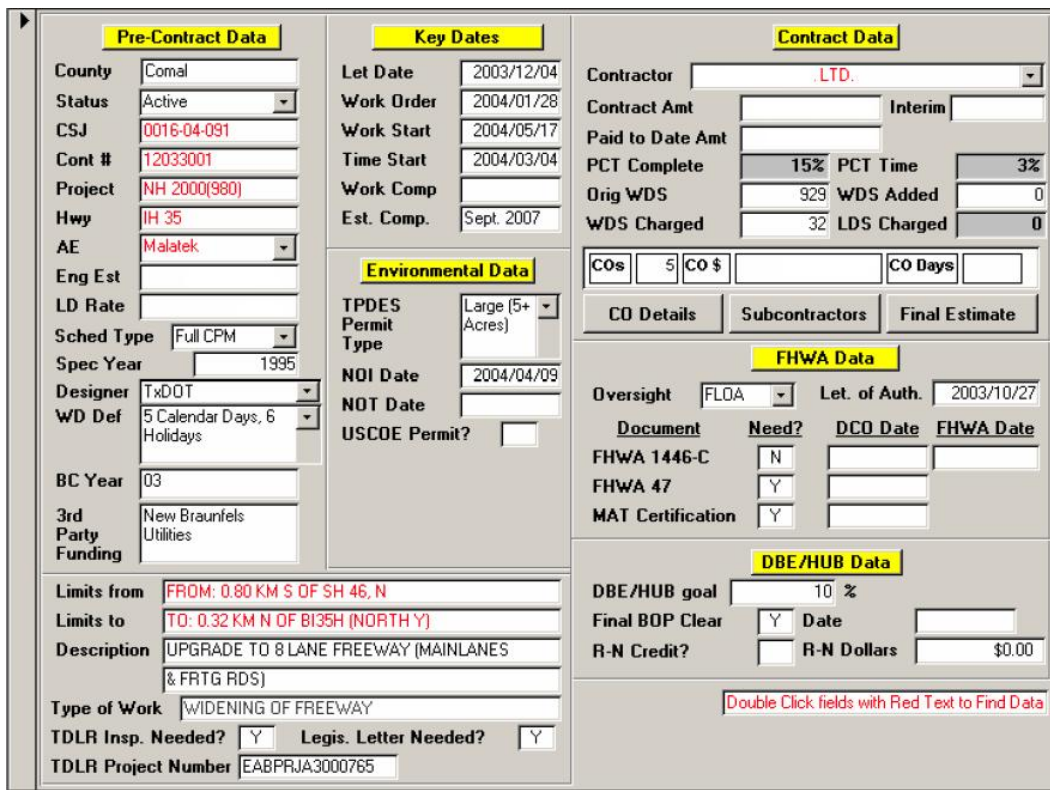 Pre-Contract Data
County Comal
Status Active
CSJ 0016-04-091
Cont # 12033001
Project NH 2000(980)
Hwy IH 35
AE Malatek
Eng Est
LD Rate
Sched Type Full CPM
Spec Year 1995
Designer TxDOT
WD Def 5 Calendar Days, 6
Holidays
BC Year 03
3rd New Braunfels
Party Utilities
Funding
Key Dates
Let Date 2003/12/04
Work Order 2004/01/28
Work Start 2004/05/17
Time Start 2004/03/04
Work Comp
Est. Comp. Sept. 2007
Environmental Data
TPDES Large (5+
Permit Acres)
Type
NOI Date 2004/04/09
NOT Date
USCOE Permit?
Contract Data
Contractor .LTD.
Contract Amt Interim
Paid to Date Amt
PCT Complete 15% PCT Time 3%
Orig WDS 929 WDS Added 0
WDS Charged 32 LDS Charged 0
COs 5 CO $ CO Days
CO Details Subcontractors Final Estimate
FHWA Data
Oversight FLOA Let. of Auth. 2003/10/27
Document Need? DCO Date FHWA Date
FHWA 1446-C N
FHWA 47 Y
MAT Certification Y
DBE/HUB Data
DBE/HUB goal 10 %
Final BOP Clear Y Date
R-N Credit? R-N Dollars $0.00
Double Click fields with Red Text to Find Data
Limits from FROM: 0.80 KM S OF SH 46, N
Limits to TO: 0.32 KM N OF BI35H (NORTH Y)
Description UPGRADE TO 8 LANE FREEWAY (MAINLANES
& FRTG RDS)
Type of Work WIDENING OF FREEWAY
TDLR Insp. Needed? Y Legis. Letter Needed? Y
TDLR Project Number EABPRJA3000765